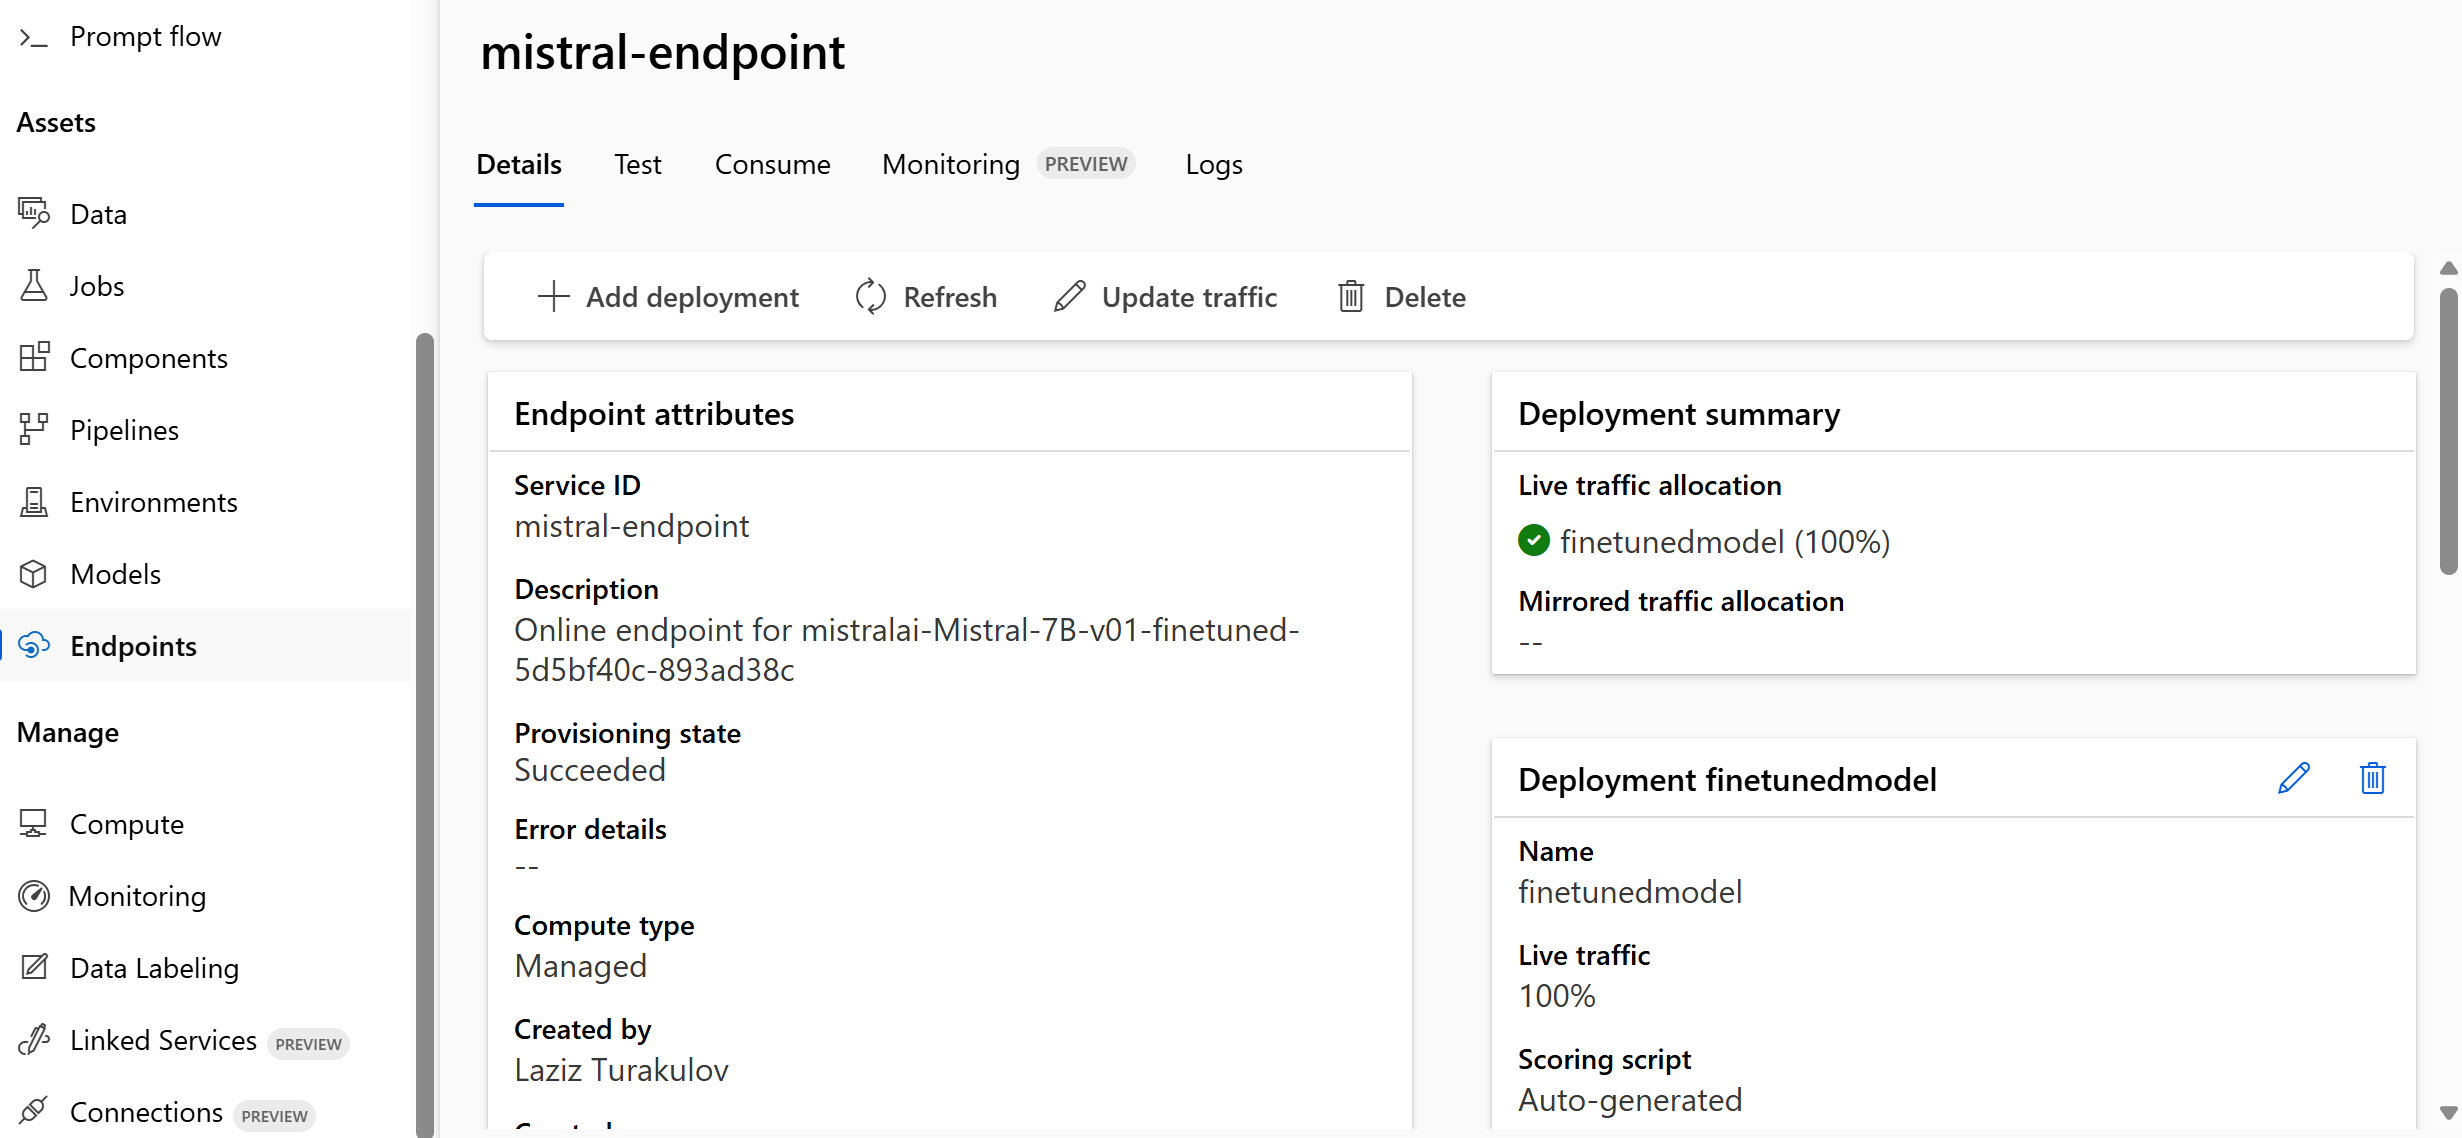 Prompt flow
Assets
Data
Jobs
Components
Pipelines
Environments
Models
Endpoints
Manage
Compute
Monitoring
Data Labeling
Linked Services PREVIEW
Connections PREVIEW
mistral-endpoint
Details Test Consume Monitoring PREVIEW Logs
Add deployment Refresh Update traffic Delete
Endpoint attributes
Service ID
mistral-endpoint
Description
Online endpoint for mistralai-Mistral-7B-v01-finetuned-
5d5bf40c-893ad38c
Provisioning state
Succeeded
Error details
--
Compute type
Managed
Created by
Laziz Turakulov
Deployment summary
Live traffic allocation
finetunedmodel (100%)
Mirrored traffic allocation
--
Deployment finetunedmodel
Name
finetunedmodel
Live traffic
100%
Scoring script
Auto-generated